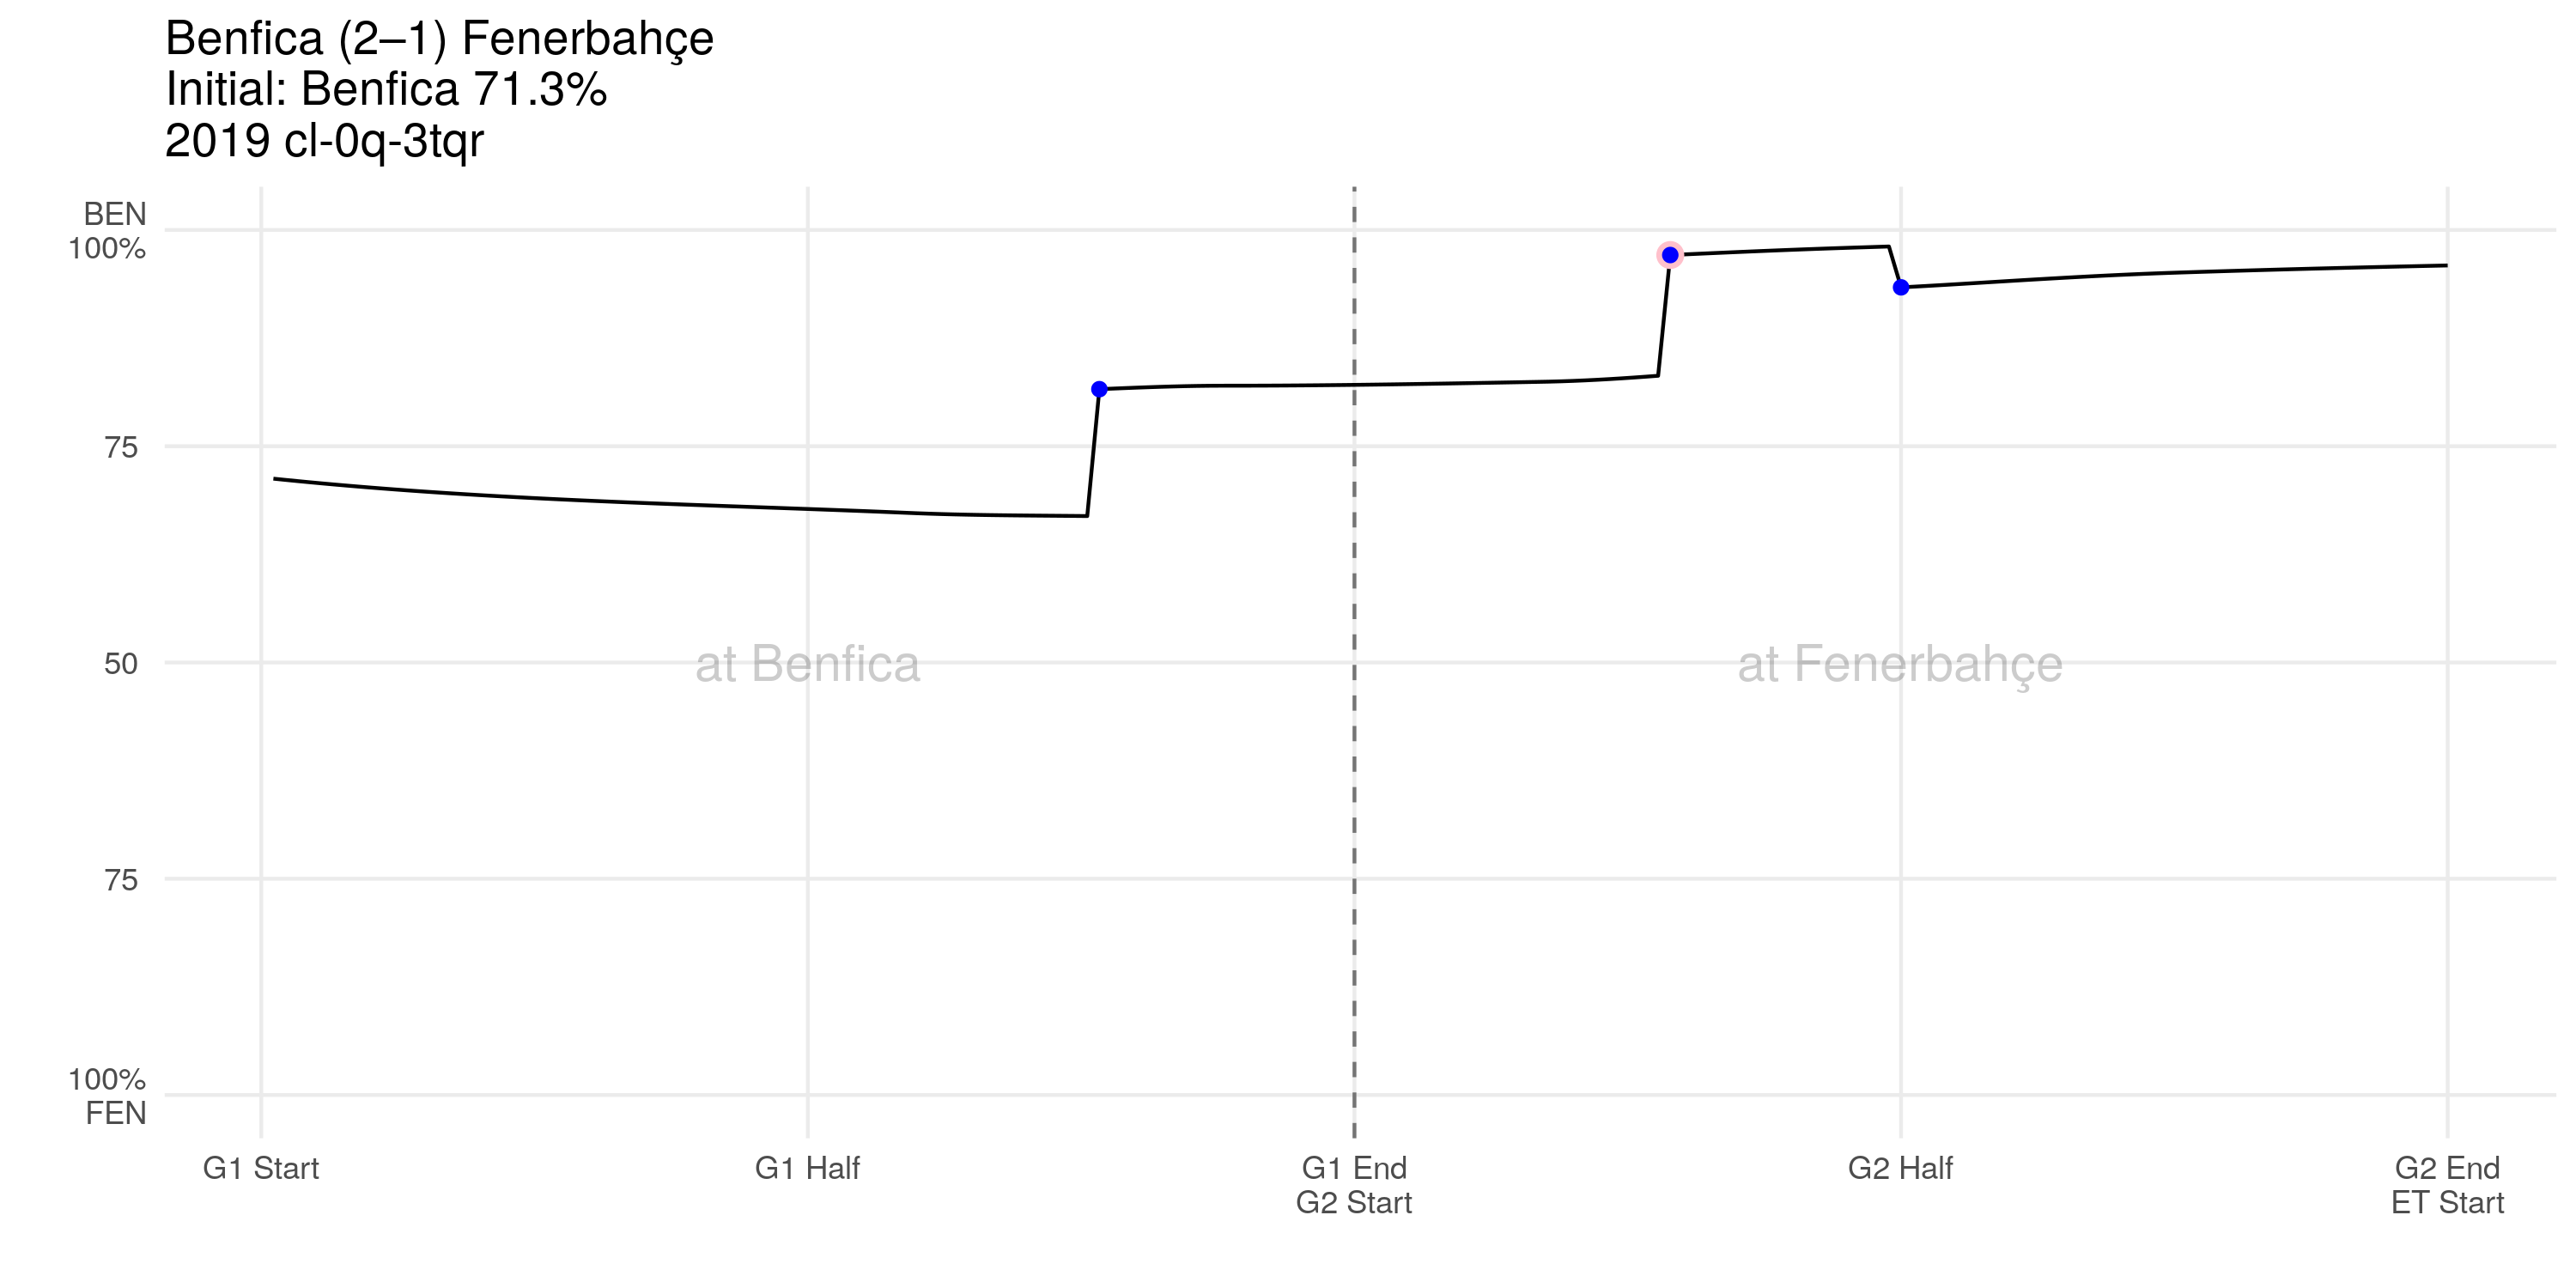 Benfica (2–1) Fenerbahçe
Initial: Benfica 71.3%
2019 cl-0q-3tqr
BEN
100%
75
50
75
100%
FEN
at Benfica
at Fenerbahçe
G1 Start
G1 Half
G1 End
G2 Start
G2 Half
G2 End
ET Start